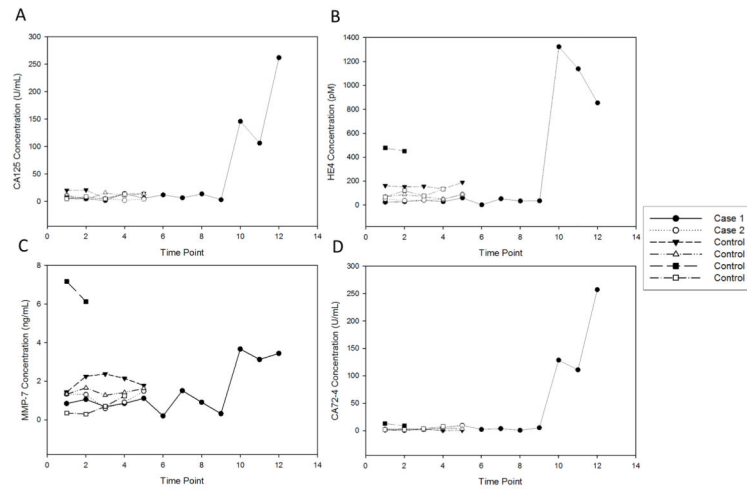 A
CA125 Concentration (U/mL)
300
250
200
150
100
50
0
0 2 4 6 8 10 12 14
Time Point
B
HE4 Concentration (pM)
1400
1200
1000
800
600
400
200
0
0 2 4 6 8 10 12 14
Time Point
Case 1
Case 2
Control
Control
Control
Control
C
MMP-7 Concentration (ng/mL)
8
6
4
2
0
0 2 4 6 8 10 12 14
Time Point
D
CA72-4 Concentration (U/mL)
300
250
200
150
100
50
0
0 2 4 6 8 10 12 14
Time Point